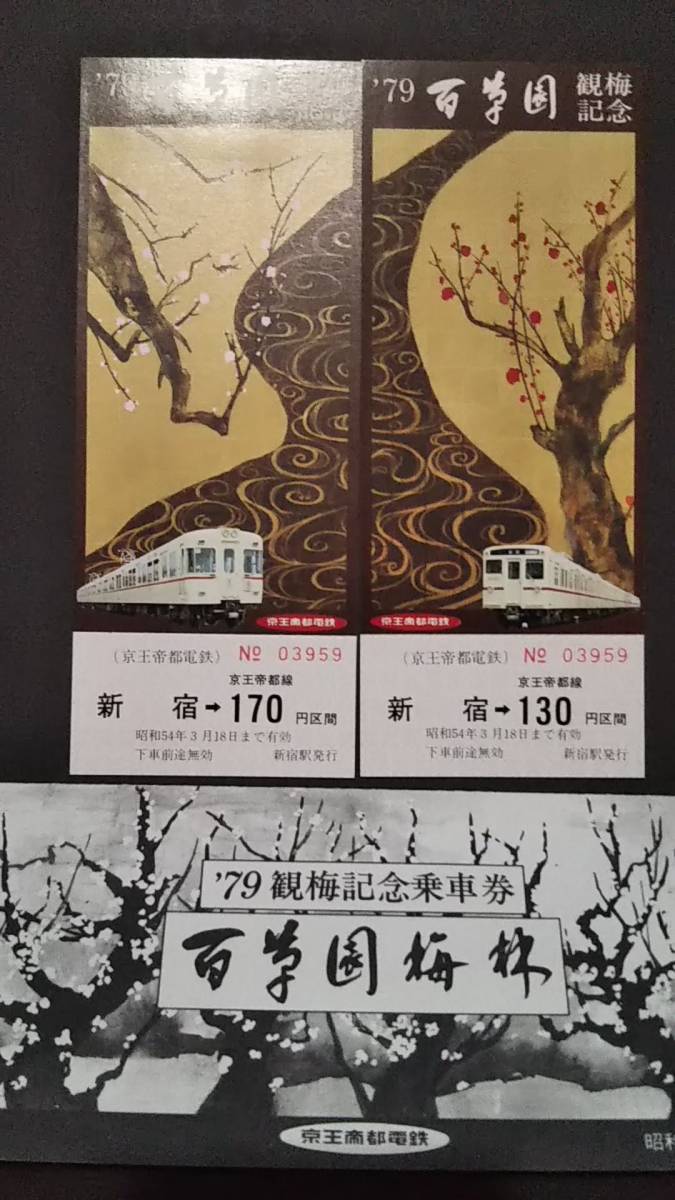 '79
京王帝都電鉄
(京王帝都電鉄) № 03959
京王帝都線
新宿→170円区間
昭和54年3月18日まで有効
下車前途無効 新宿駅発行
'79 百草園 観梅記念
京王帝都電鉄
(京王帝都電鉄) № 03959
京王帝都線
新宿→130円区間
昭和54年3月18日まで有効
下車前途無効 新宿駅発行
'79観梅記念乗車券
百草園梅林
京王帝都電鉄
昭和